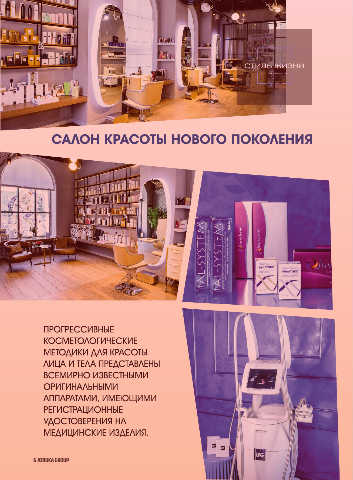 СТИЛЬ ЖИЗНИ
САЛОН КРАСОТЫ НОВОГО ПОКОЛЕНИЯ
ПРОГРЕССИВНЫЕ
КОСМЕТОЛОГИЧЕСКИЕ
МЕТОДИКИ ДЛЯ КРАСОТЫ
ЛИЦА И ТЕЛА ПРЕДСТАВЛЕНЫ
ВСЕМИРНО ИЗВЕСТНЫМИ
ОРИГИНАЛЬНЫМИ
АППАРАТАМИ, ИМЕЮЩИМИ
РЕГИСТРАЦИОННЫЕ
УДОСТОВЕРЕНИЯ НА
МЕДИЦИНСКИЕ ИЗДЕЛИЯ.